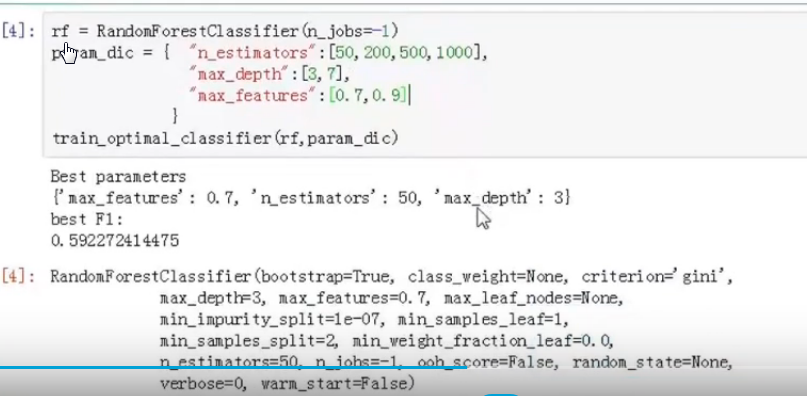 [4]: rf = RandomForestClassifier(n_jobs=-1)
param_dic = { "n_estimators":[50,200,500,1000],
"max_depth":[3,7],
"max_features":[0.7,0.9]
}
train_optimal_classifier(rf,param_dic)
Best parameters
{'max_features': 0.7, 'n_estimators': 50, 'max_depth': 3}
best F1:
0.592272414475
[4]: RandomForestClassifier(bootstrap=True, class_weight=None, criterion='gini',
max_depth=3, max_features=0.7, max_leaf_nodes=None,
min_impurity_split=1e-07, min_samples_leaf=1,
min_samples_split=2, min_weight_fraction_leaf=0.0,
n_estimators=50, n_jobs=-1, oob_score=False, random_state=None,
verbose=0, warm_start=False)